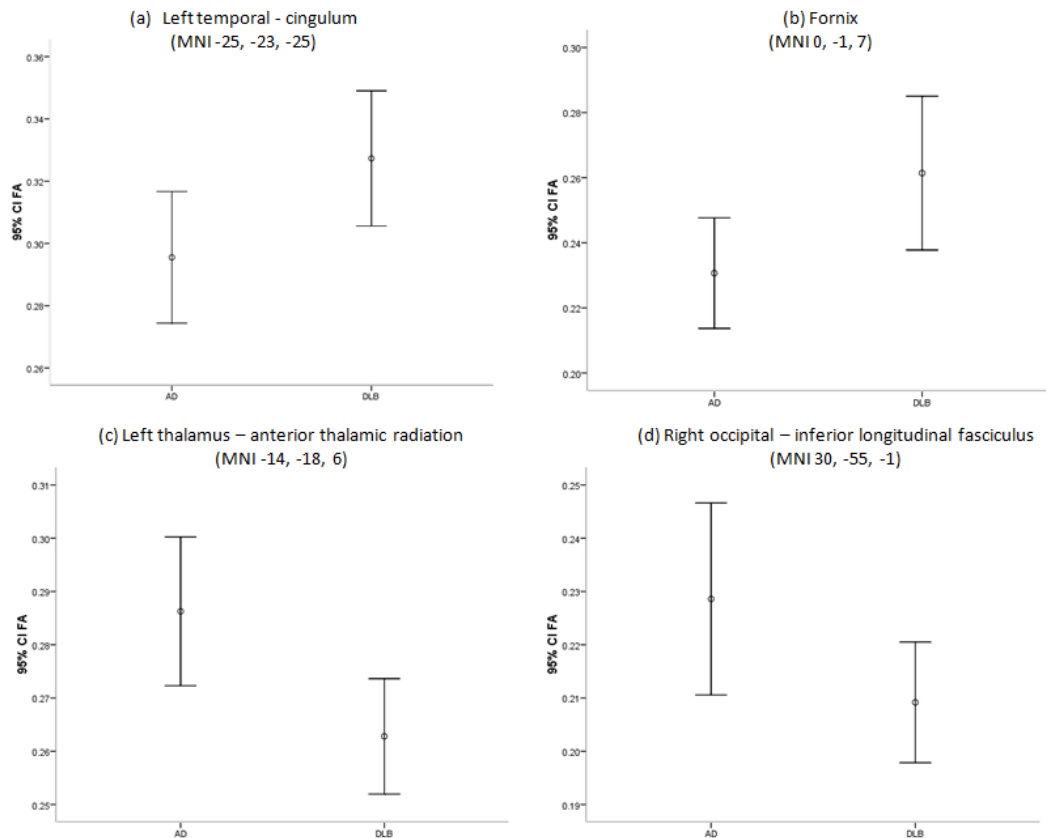 (a) Left temporal - cingulum
(MNI -25, -23, -25)
0.36
0.34
0.32
0.30
0.28
0.26
95% CI FA
AD
DLB
(b) Fornix
(MNI 0, -1, 7)
0.30
0.28
0.26
0.24
0.22
0.20
95% CI FA
AD
DLB
(c) Left thalamus – anterior thalamic radiation
(MNI -14, -18, 6)
0.31
0.30
0.29
0.28
0.27
0.26
0.25
95% CI FA
AD
DLB
(d) Right occipital – inferior longitudinal fasciculus
(MNI 30, -55, -1)
0.25
0.24
0.23
0.22
0.21
0.20
0.19
95% CI FA
AD
DLB